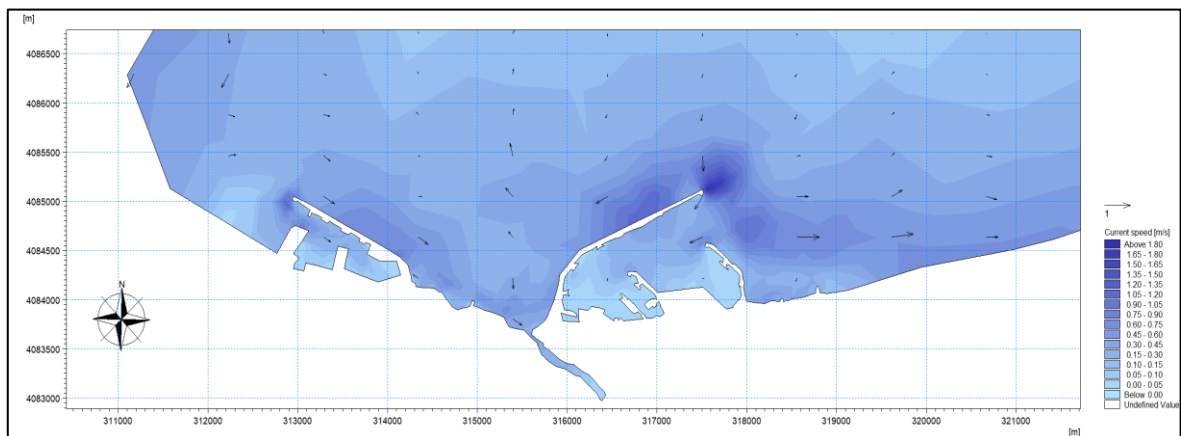 [m]
4086500
4086000
4085500
4085000
4084500
4084000
4083500
4083000
N
311000 312000 313000 314000 315000 316000 317000 318000 319000 320000 321000
[m]
1
Current speed [m/s]
Above 1.80
1.65 - 1.80
1.50 - 1.65
1.35 - 1.50
1.20 - 1.35
1.05 - 1.20
0.90 - 1.05
0.75 - 0.90
0.60 - 0.75
0.45 - 0.60
0.30 - 0.45
0.15 - 0.30
0.10 - 0.15
0.05 - 0.10
0.00 - 0.05
Below 0.00
Undefined Value